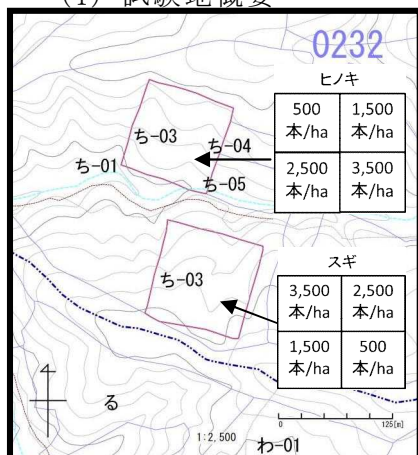 (1) 試験地概要
0232
ヒノキ
500
本/ha
1,500
本/ha
2,500
本/ha
3,500
本/ha
ち-03
ち-04
ち-01
ち-05
スギ
3,500
本/ha
2,500
本/ha
1,500
本/ha
500
本/ha
ち-03
る
0
125[m]
1:2,500
わ-01